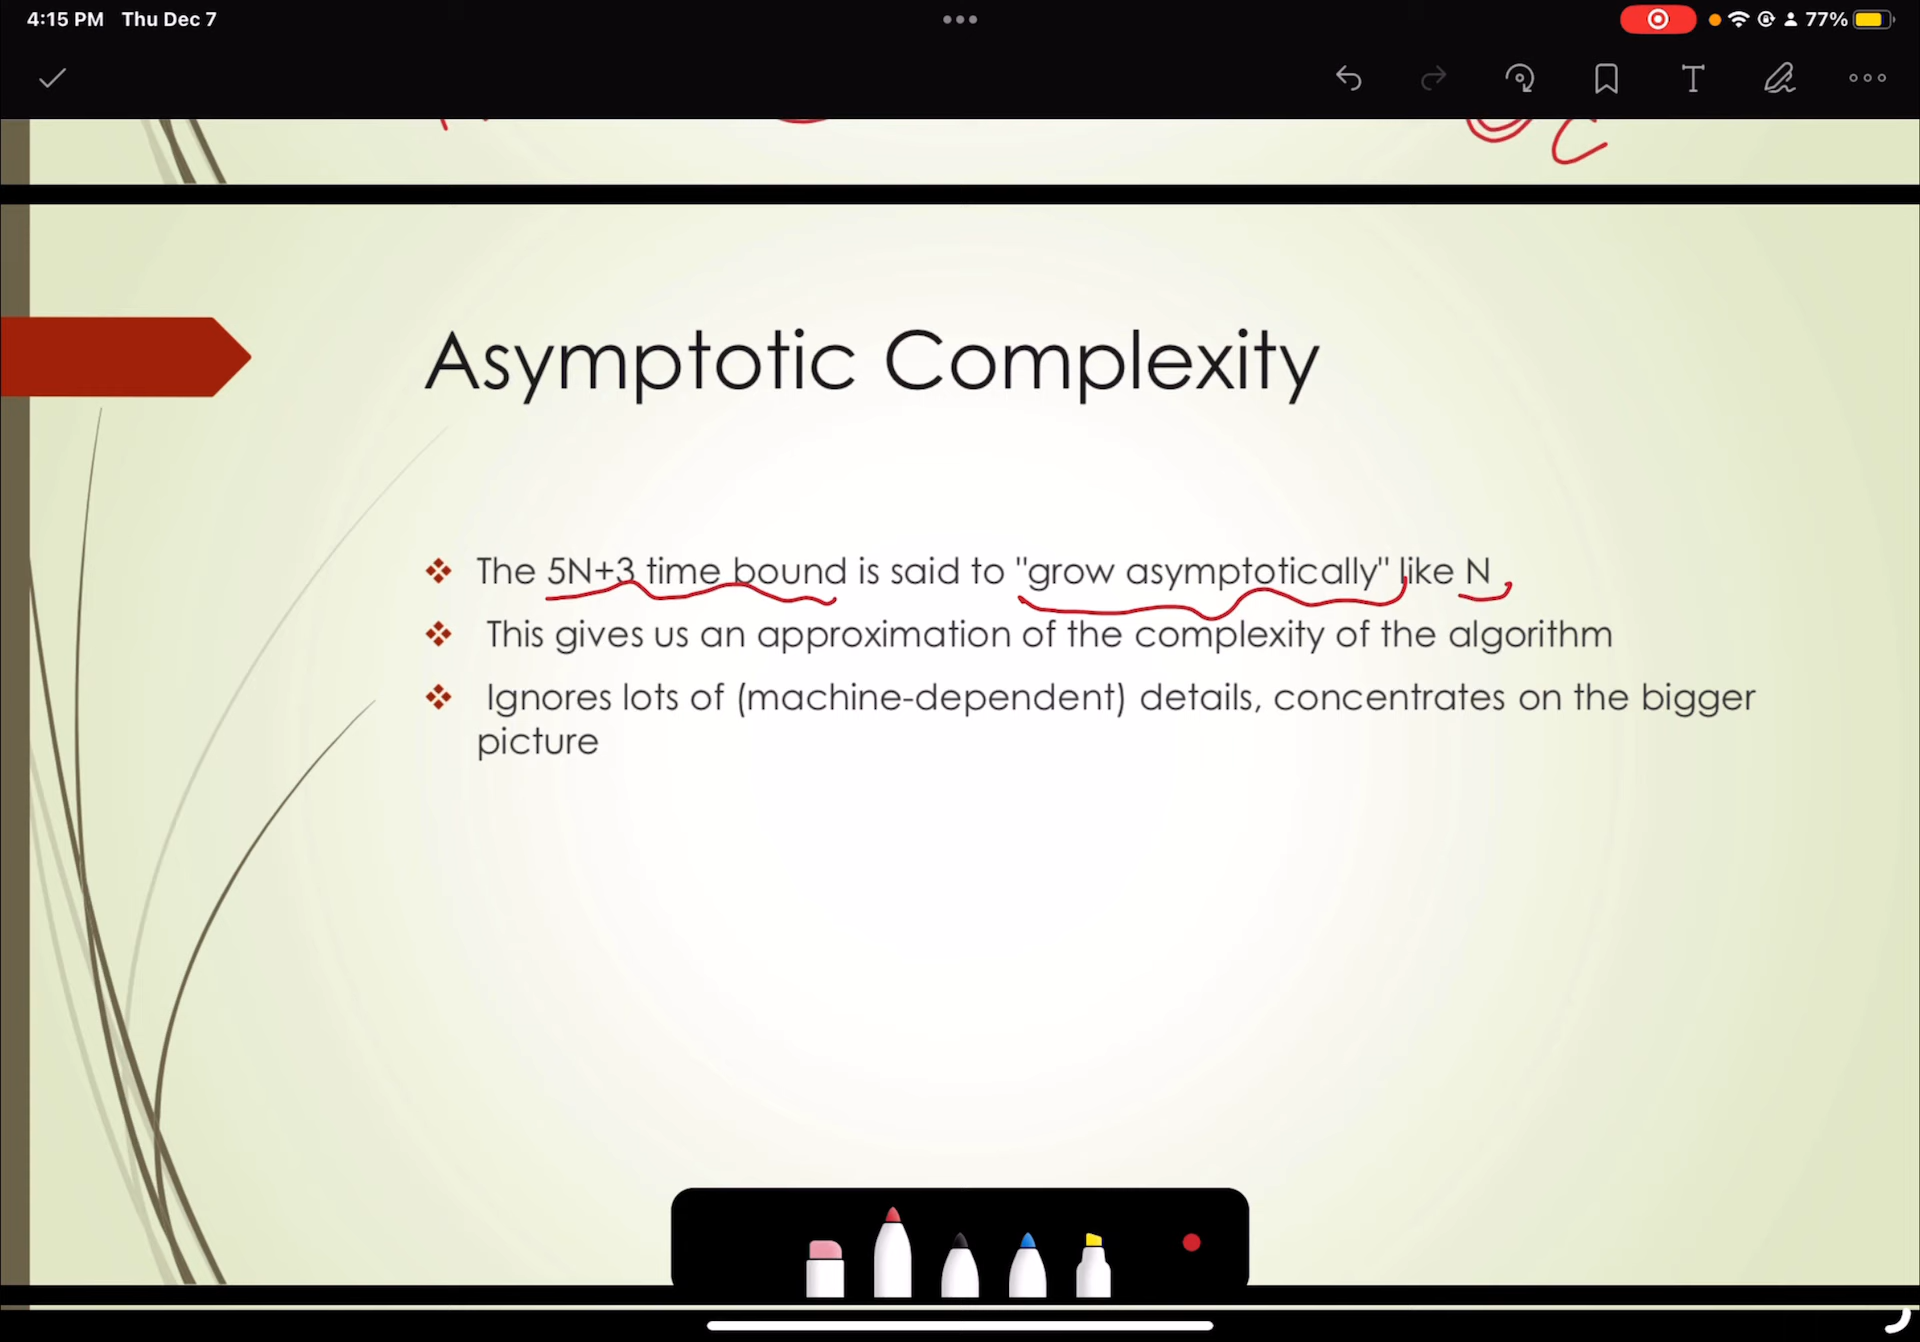 4:15 PM Thu Dec 7
77%
T
Asymptotic Complexity
The 5N+3 time bound is said to "grow asymptotically" like N
This gives us an approximation of the complexity of the algorithm
Ignores lots of (machine-dependent) details, concentrates on the bigger
picture